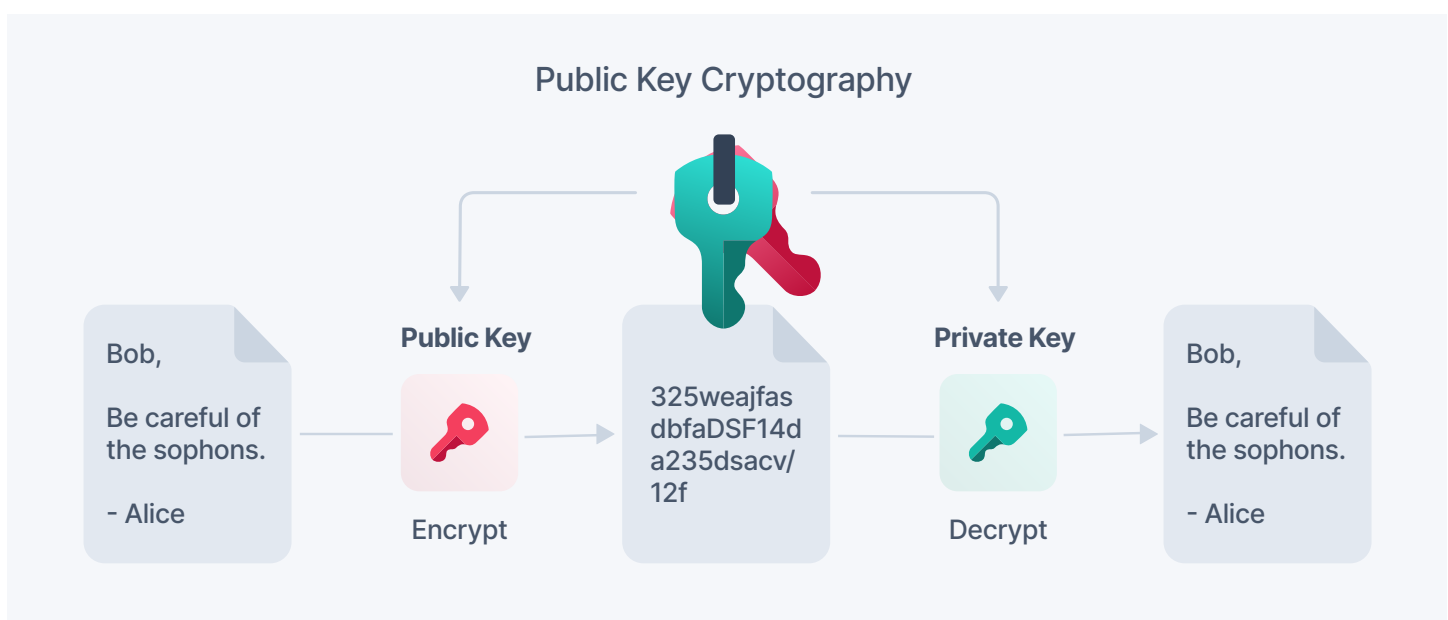 Public Key Cryptography
Bob,
Be careful of
the sophons.
- Alice
Public Key
Encrypt
325weajfas
dbfaDSF14d
a235dsacv/
12f
Private Key
Decrypt
Bob,
Be careful of
the sophons.
- Alice